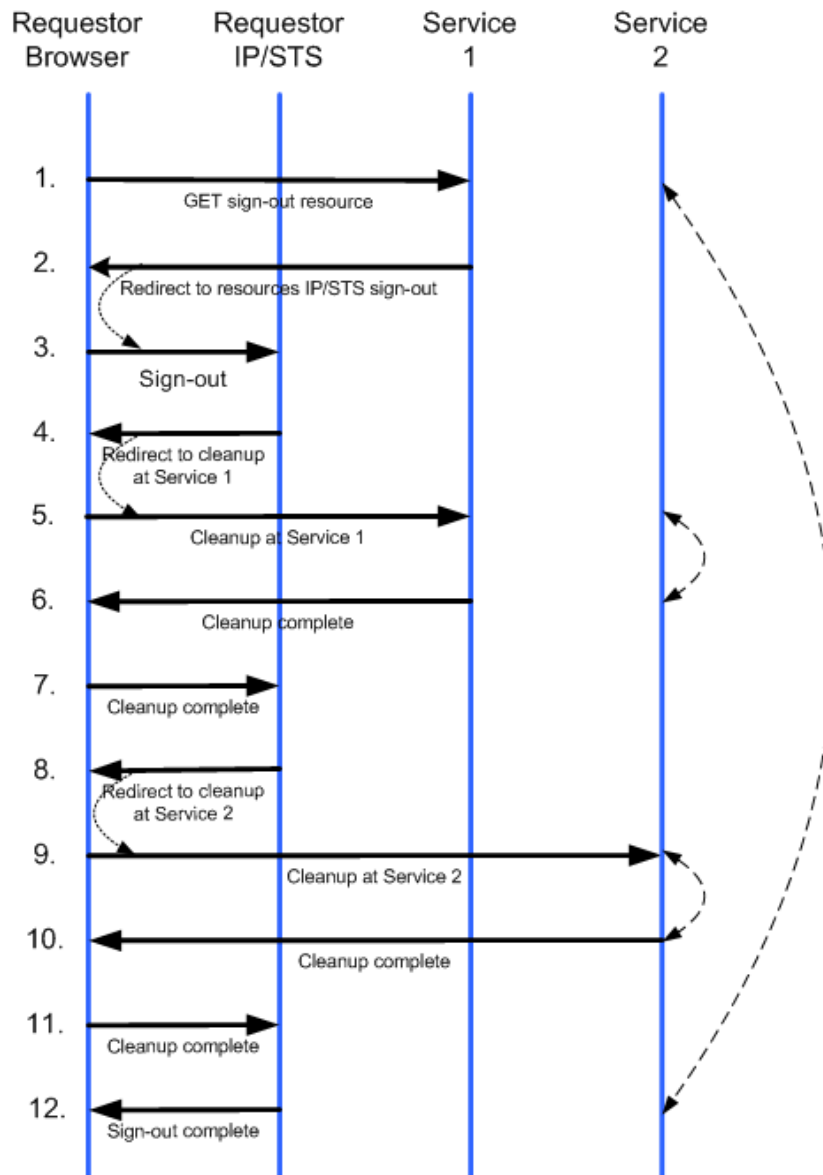 Requestor
Browser
Requestor
IP/STS
Service
1
Service
2
1.
GET sign-out resource
2.
Redirect to resources IP/STS sign-out
3.
Sign-out
4.
Redirect to cleanup
at Service 1
5.
Cleanup at Service 1
6.
Cleanup complete
7.
Cleanup complete
8.
Redirect to cleanup
at Service 2
9.
Cleanup at Service 2
10.
Cleanup complete
11.
Cleanup complete
12.
Sign-out complete